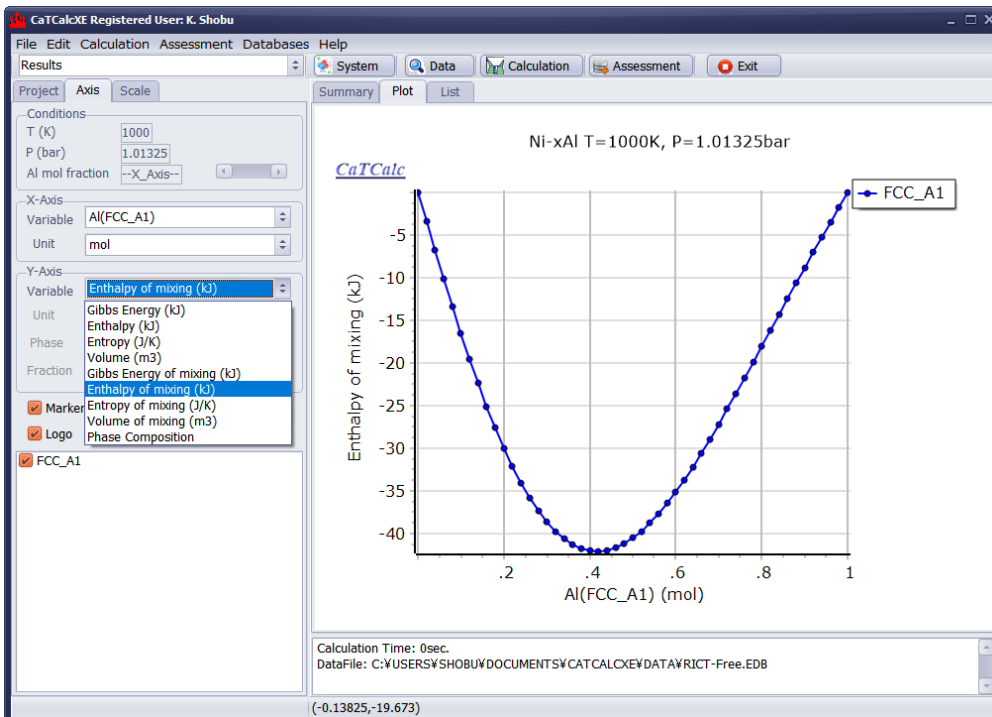 CaTCalcXE Registered User: K. Shobu
File Edit Calculation Assessment Databases Help
Results
System Data Calculation Assessment Exit
Project Axis Scale
Summary Plot List
Conditions
T (K) 1000
P (bar) 1.01325
Al mol fraction --X_Axis--
X-Axis
Variable Al(FCC_A1)
Unit mol
Y-Axis
Variable Enthalpy of mixing (kJ)
Unit
Phase
Fraction
Gibbs Energy (kJ)
Enthalpy (kJ)
Entropy (J/K)
Volume (m3)
Gibbs Energy of mixing (kJ)
Enthalpy of mixing (kJ)
Entropy of mixing (J/K)
Volume of mixing (m3)
Phase Composition
Marker
Logo
FCC_A1
Ni-xAl T=1000K, P=1.01325bar
CaTCalc
FCC_A1
Enthalpy of mixing (kJ)
-5
-10
-15
-20
-25
-30
-35
-40
.2 .4 .6 .8 1
Al(FCC_A1) (mol)
Calculation Time: 0sec.
DataFile: C:¥USERS¥SHOBU¥DOCUMENTS¥CATCALCXE¥DATA¥RICT-Free.EDB
(-0.13825,-19.673)